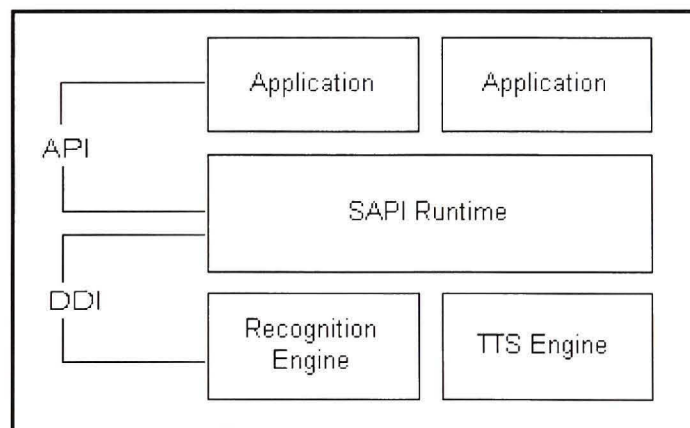 Application
Application
API
SAPI Runtime
DDI
Recognition
Engine
TTS Engine